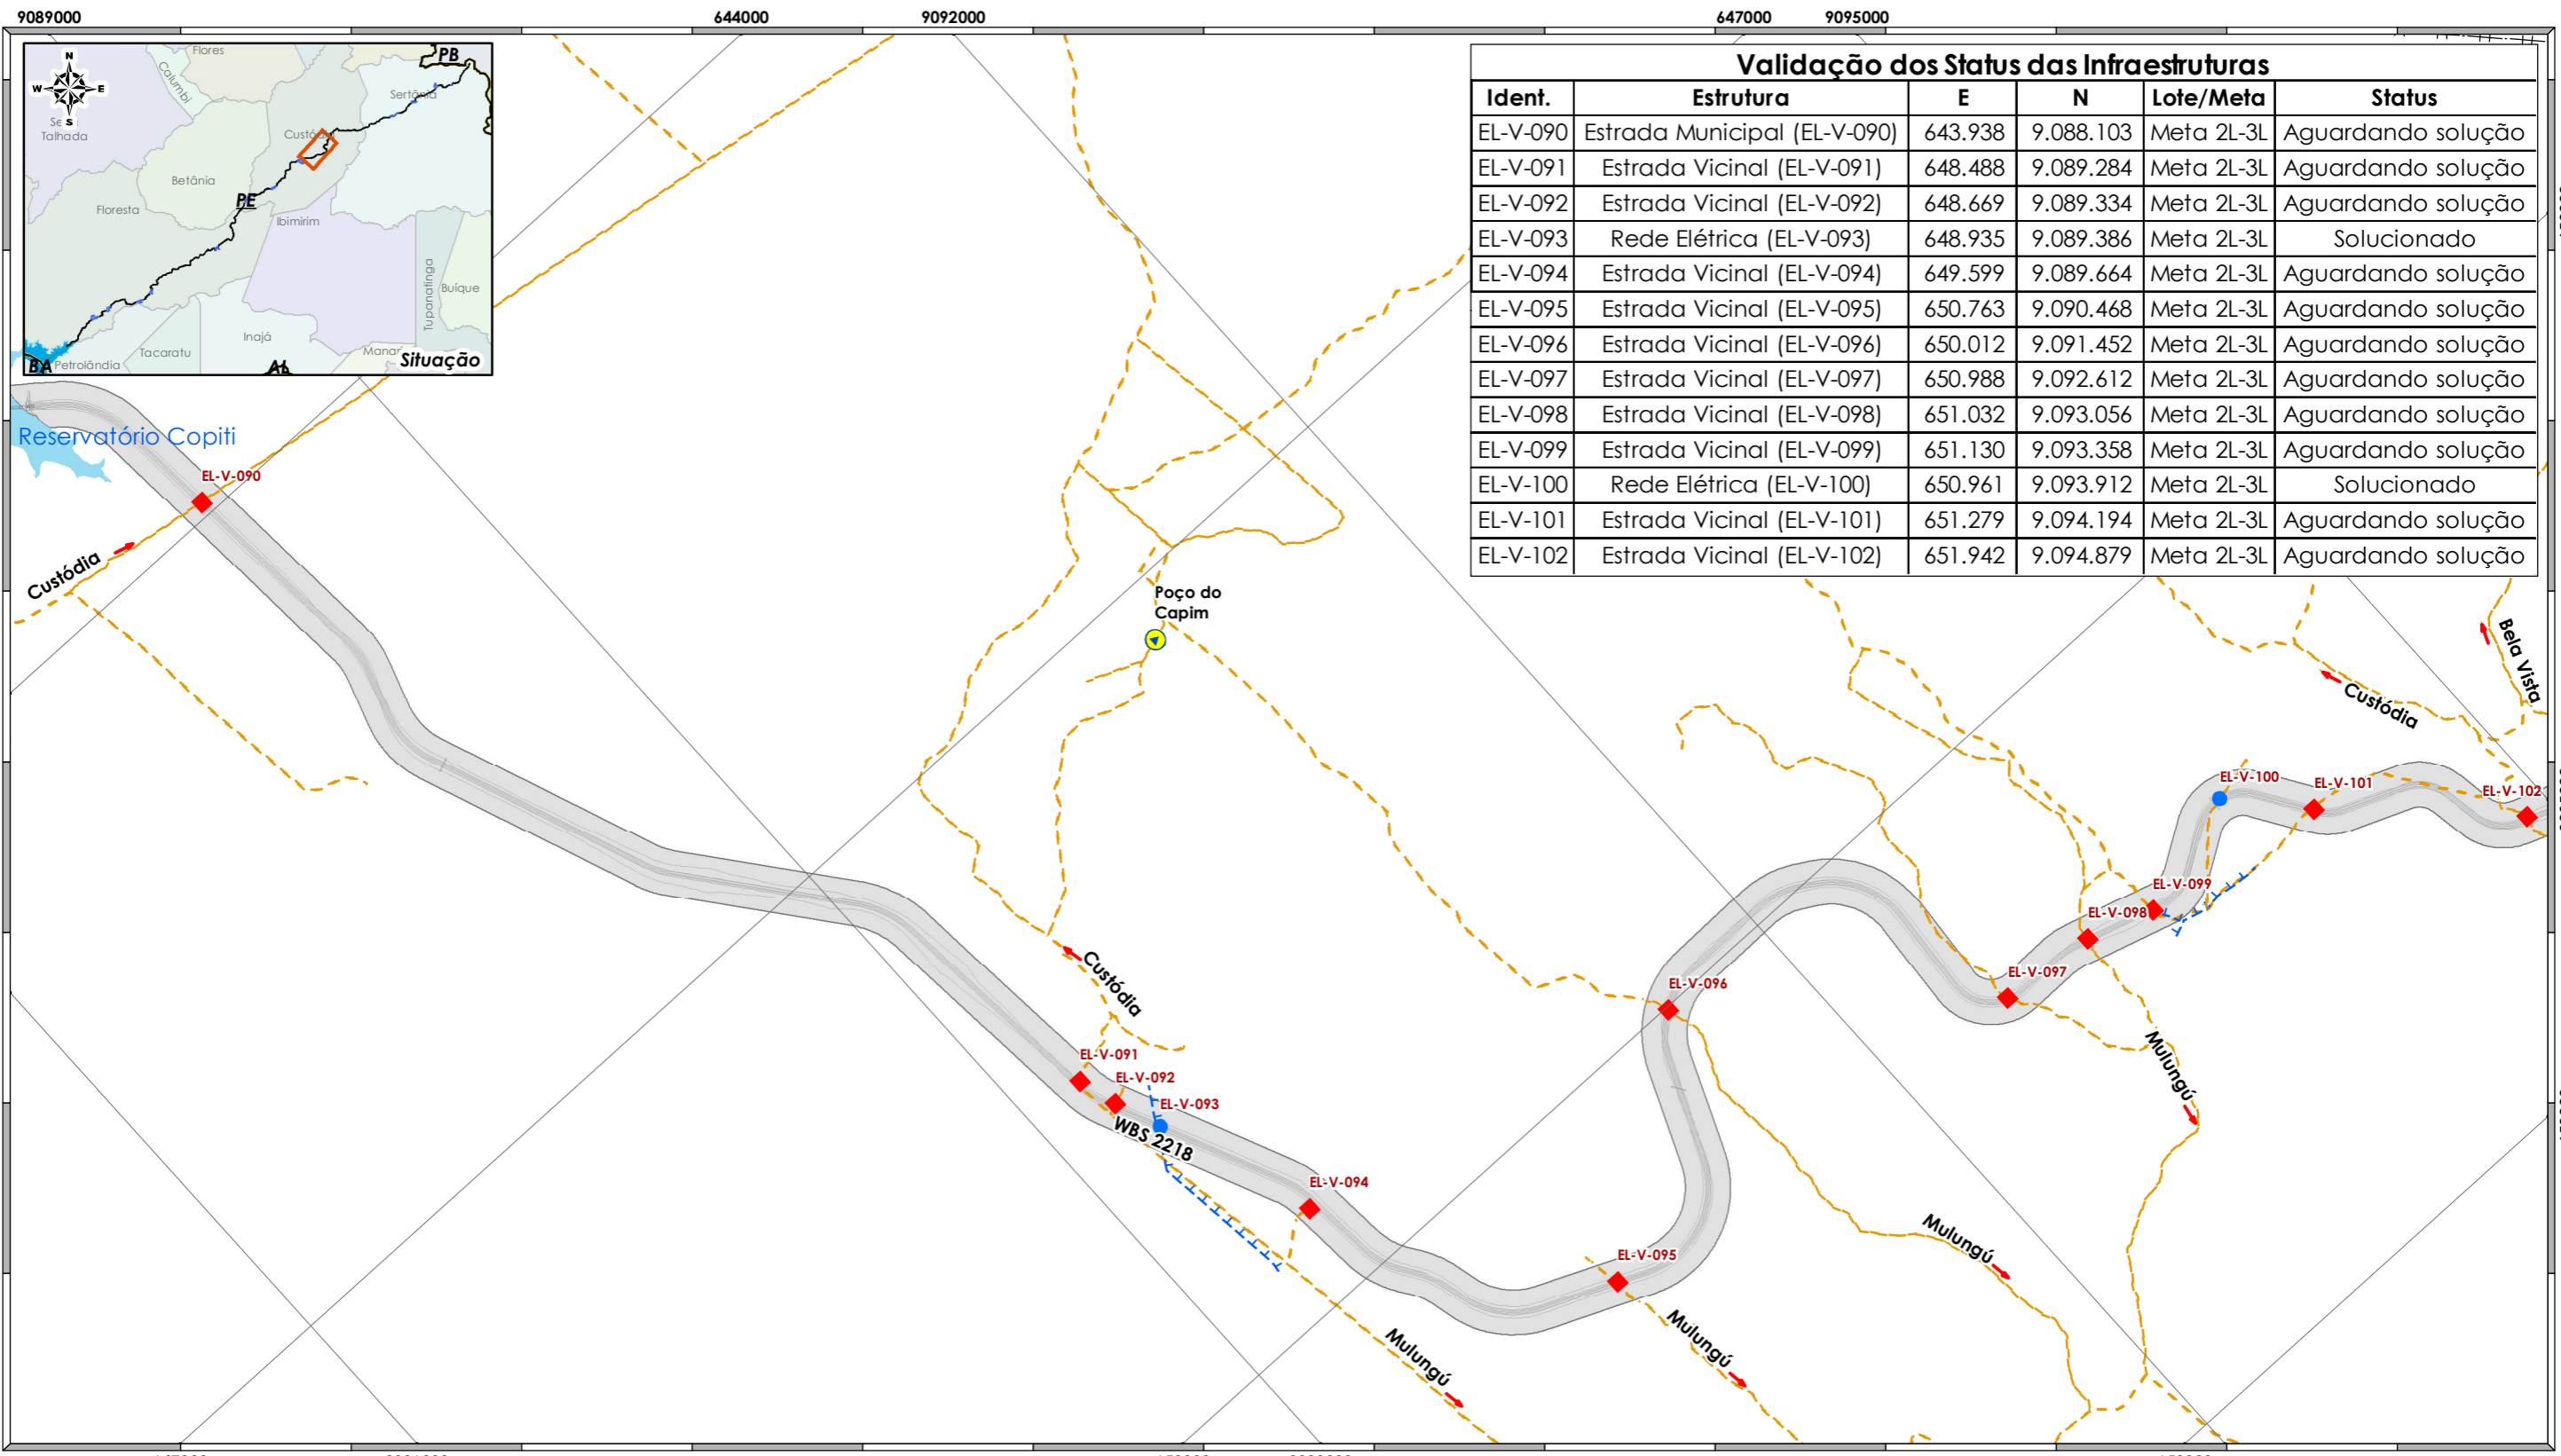 9089000
644000
9092000
647000
9095000
N
W
E
S
Flores
Calumbi
PB
Sertânia
Talhada
Custódia
Betânia
Floresta
PE
Ibimirim
Tupanatinga
Buíque
Inajá
Tacaratu
Petrolândia
BA
AL
Situação
Validação dos Status das Infraestruturas
Ident. Estrutura E N Lote/Meta Status
EL-V-090 Estrada Municipal (EL-V-090) 643.938 9.088.103 Meta 2L-3L Aguardando solução
EL-V-091 Estrada Vicinal (EL-V-091) 648.488 9.089.284 Meta 2L-3L Aguardando solução
EL-V-092 Estrada Vicinal (EL-V-092) 648.669 9.089.334 Meta 2L-3L Aguardando solução
EL-V-093 Rede Elétrica (EL-V-093) 648.935 9.089.386 Meta 2L-3L Solucionado
EL-V-094 Estrada Vicinal (EL-V-094) 649.599 9.089.664 Meta 2L-3L Aguardando solução
EL-V-095 Estrada Vicinal (EL-V-095) 650.763 9.090.468 Meta 2L-3L Aguardando solução
EL-V-096 Estrada Vicinal (EL-V-096) 650.012 9.091.452 Meta 2L-3L Aguardando solução
EL-V-097 Estrada Vicinal (EL-V-097) 650.988 9.092.612 Meta 2L-3L Aguardando solução
EL-V-098 Estrada Vicinal (EL-V-098) 651.032 9.093.056 Meta 2L-3L Aguardando solução
EL-V-099 Estrada Vicinal (EL-V-099) 651.130 9.093.358 Meta 2L-3L Aguardando solução
EL-V-100 Rede Elétrica (EL-V-100) 650.961 9.093.912 Meta 2L-3L Solucionado
EL-V-101 Estrada Vicinal (EL-V-101) 651.279 9.094.194 Meta 2L-3L Aguardando solução
EL-V-102 Estrada Vicinal (EL-V-102) 651.942 9.094.879 Meta 2L-3L Aguardando solução
Reservatório Copiti
EL-V-090
Custódia
Poço do
Capim
Bela Vista
Custódia
EL-V-100
EL-V-101
EL-V-102
EL-V-099
EL-V-098
EL-V-097
EL-V-096
Custódia
EL-V-091
EL-V-092
EL-V-093
WBS 2218
EL-V-094
EL-V-095
Mulungú
Mulungú
Mulungú
Mulungú